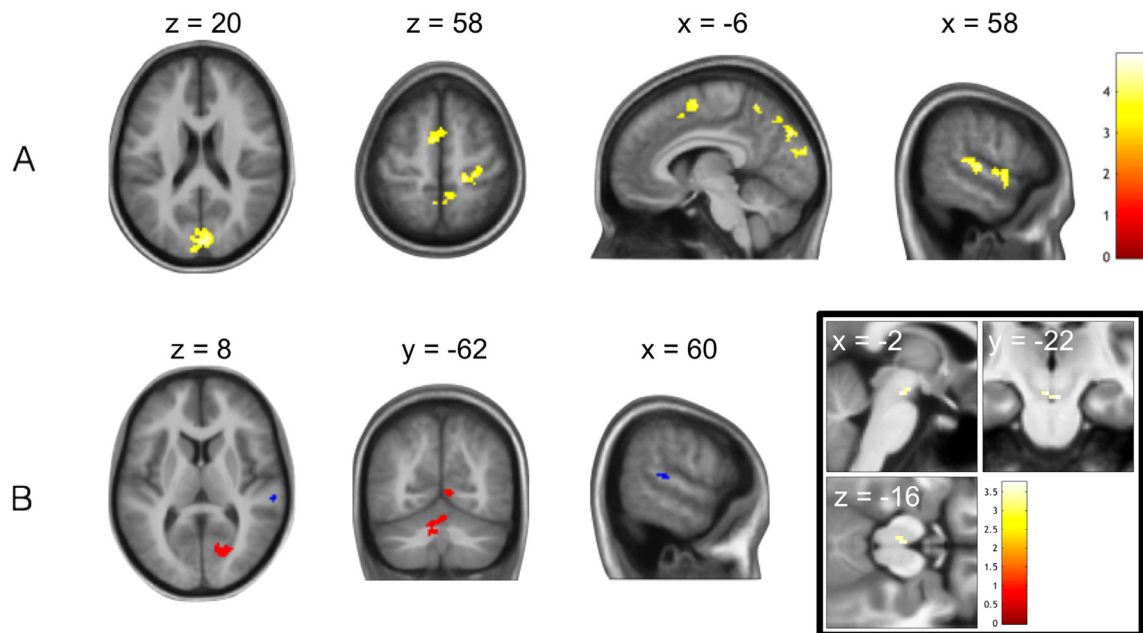 z = 20
z = 58
x = -6
x = 58
A
4
3
2
1
0
z = 8
y = -62
x = 60
B
x = -2
y = -22
z = -16
3.5
3
2.5
2
1.5
1
0.5
0